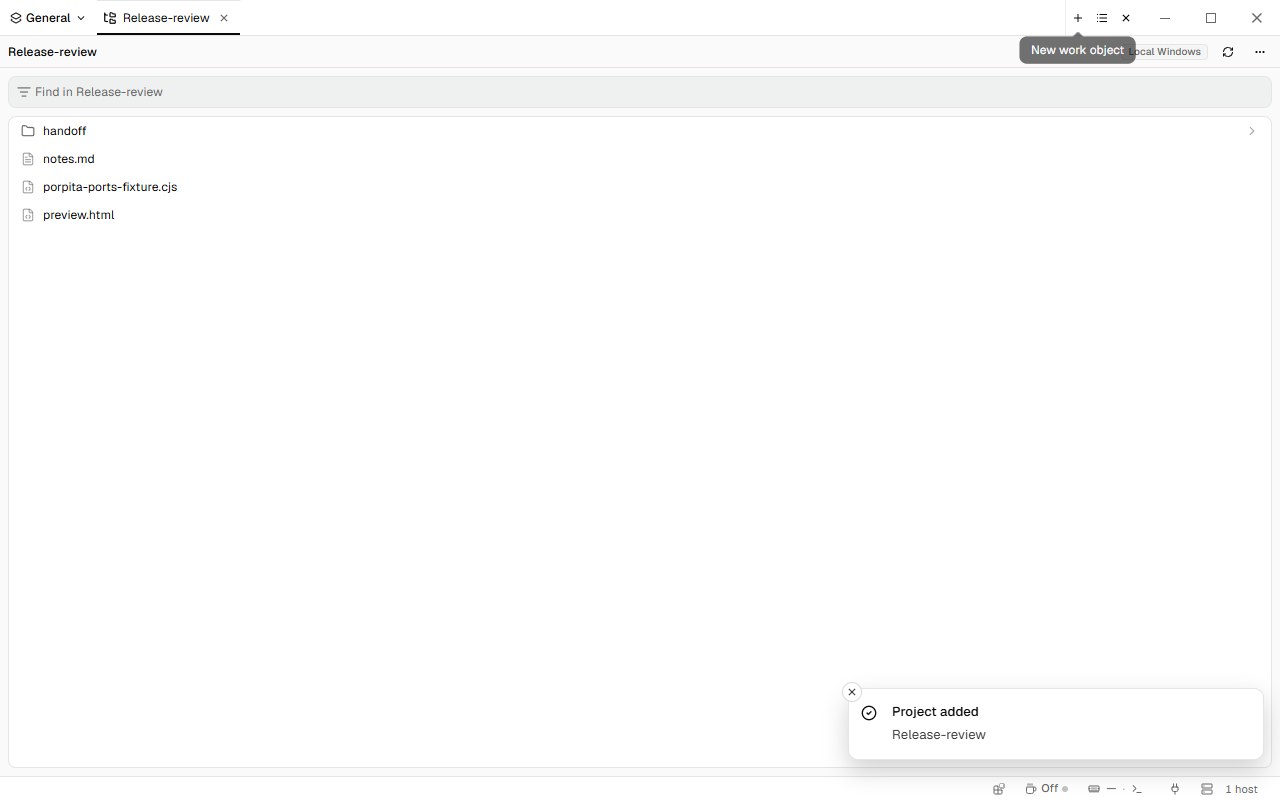 General
Release-review
Release-review
New work object
Local Windows
Find in Release-review
handoff
notes.md
porpita-ports-fixture.cjs
preview.html
Project added
Release-review
Off
1 host